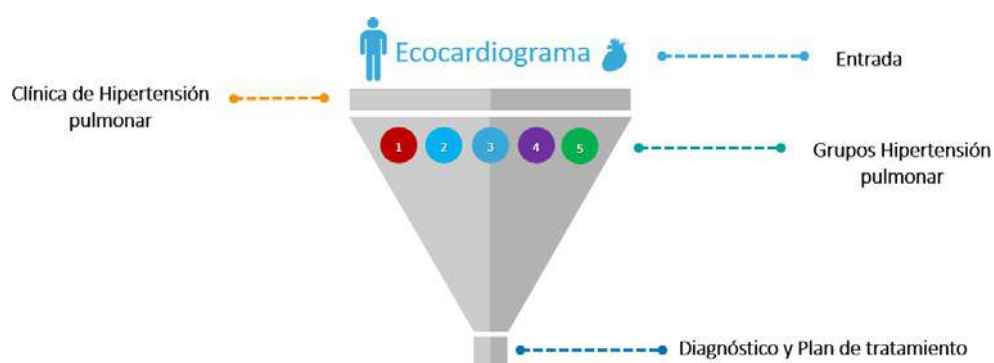 Ecocardiograma
Entrada
Clínica de Hipertensión
pulmonar
1 2 3 4 5
Grupos Hipertensión
pulmonar
Diagnóstico y Plan de tratamiento